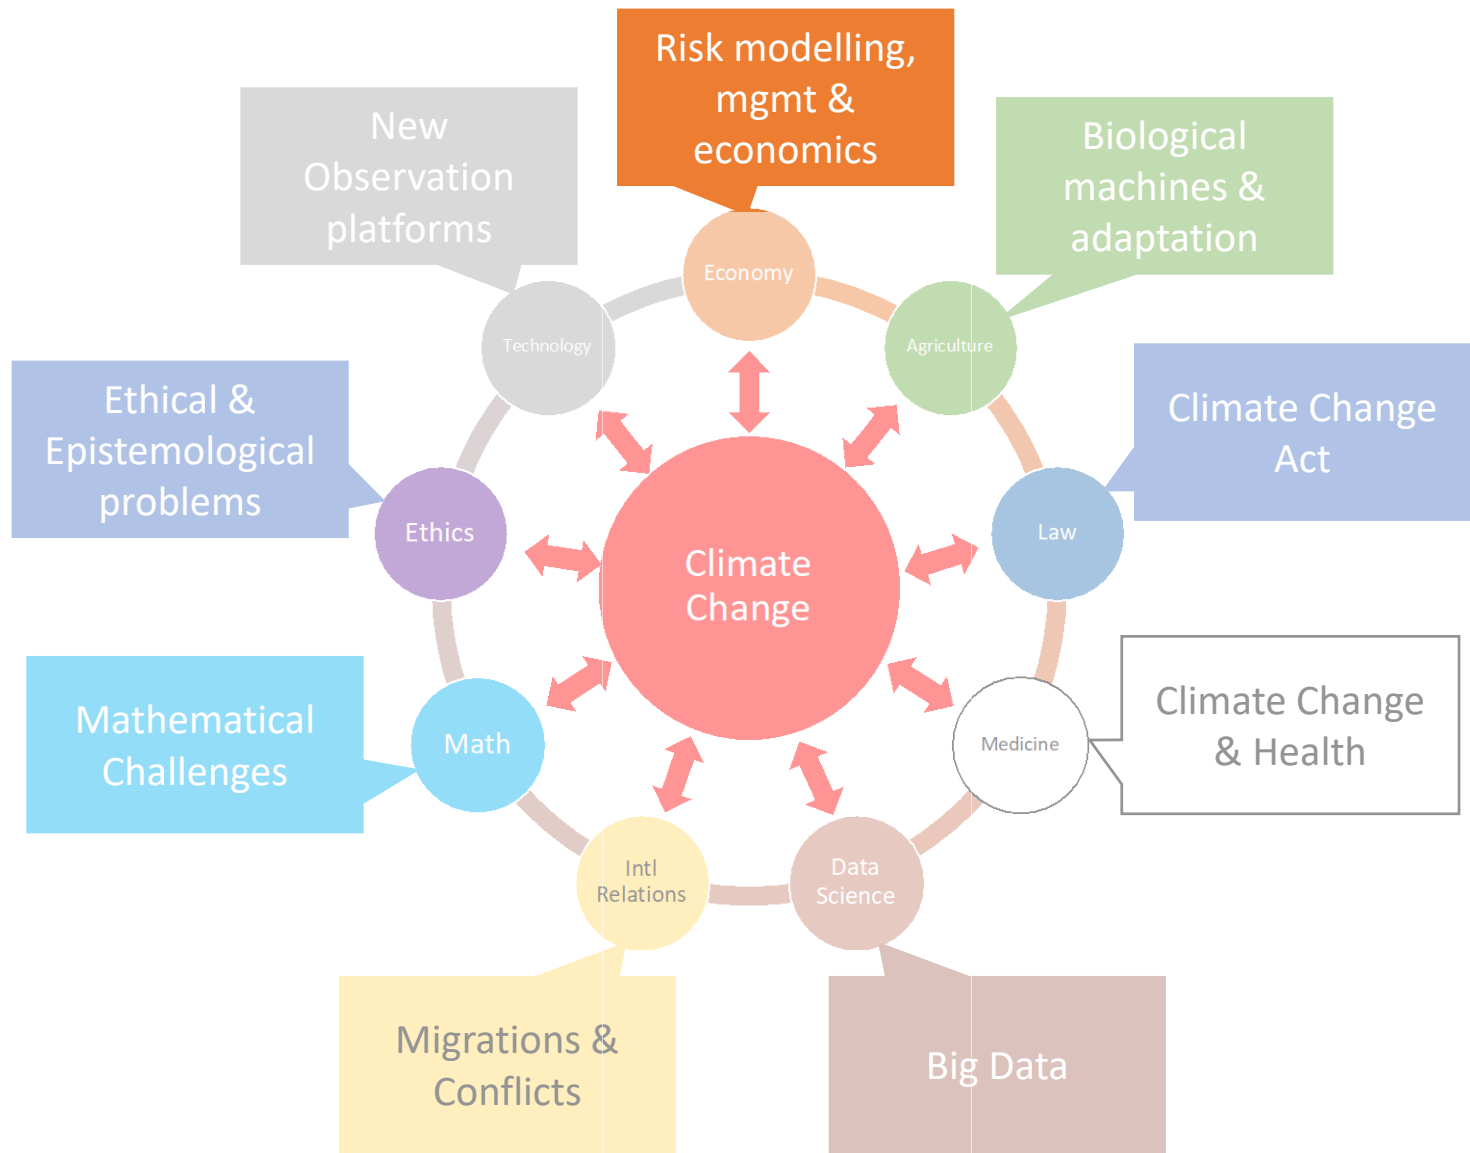 Risk modelling,
mgmt &
economics
New
Observation
platforms
Biological
machines &
adaptation
Economy
Technology
Agriculture
Ethical &
Epistemological
problems
Climate Change
Act
Ethics
Law
Climate
Change
Mathematical
Challenges
Math
Medicine
Climate Change
& Health
Intl
Relations
Data
Science
Migrations &
Conflicts
Big Data